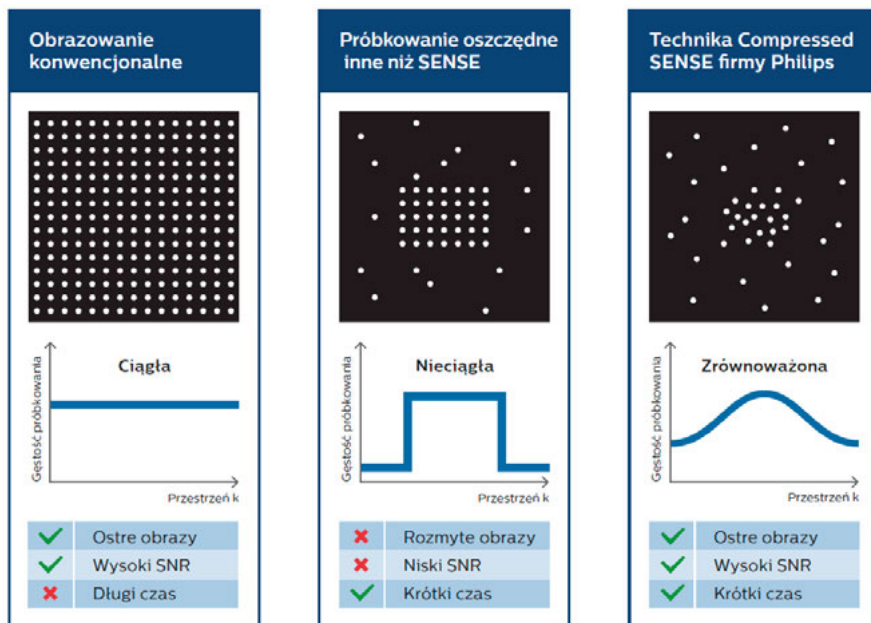 Obrazowanie
konwencjonalne
Gęstość próbkowania
Ciągła
Przestrzeń k
Ostre obrazy
Wysoki SNR
Długi czas
Próbkowanie oszczędne
inne niż SENSE
Gęstość próbkowania
Nieciągła
Przestrzeń k
Rozmyte obrazy
Niski SNR
Krótki czas
Technika Compressed
SENSE firmy Philips
Gęstość próbkowania
Zrównoważona
Przestrzeń k
Ostre obrazy
Wysoki SNR
Krótki czas